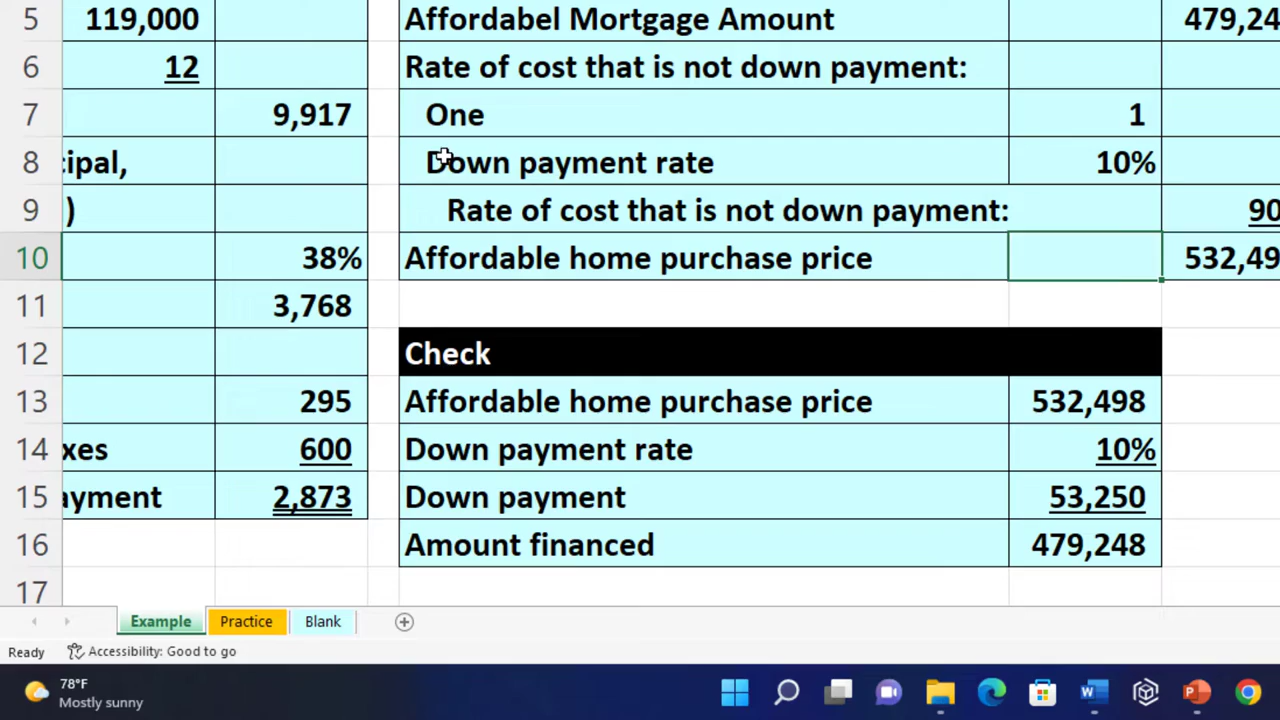 5 119,000 Affordabel Mortgage Amount 479,24
6 12 Rate of cost that is not down payment:
7 9,917 One 1
8 cipal, Down payment rate 10%
9 ) Rate of cost that is not down payment: 90
10 38% Affordable home purchase price 532,49
11 3,768
12 Check
13 295 Affordable home purchase price 532,498
14 xes 600 Down payment rate 10%
15 ayment 2,873 Down payment 53,250
16 Amount financed 479,248
17
Example Practice Blank
Ready Accessibility: Good to go
78°F
Mostly sunny